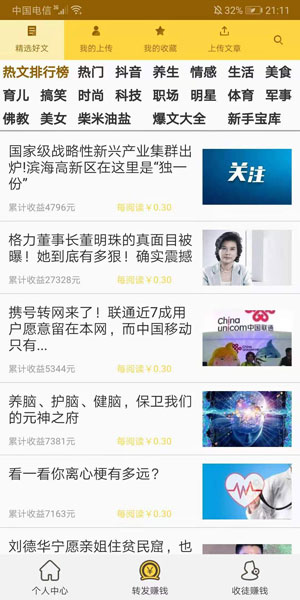 中国电信 32% 21:11
精选好文 我的上传 我的收藏 上传文章
热文排行榜 热门 抖音 养生 情感 生活 美食
育儿 搞笑 时尚 科技 职场 明星 体育 军事
佛教 美女 柴米油盐 爆文大全 新手宝库
国家级战略性新兴产业集群出
炉!滨海高新区在这里是“独一
份”
关注
累计收益4796元 每阅读￥0.30
格力董事长董明珠的真面目被
曝！她到底有多狠！确实震撼
累计收益27328元 每阅读￥0.30
携号转网来了！联通近7成用
户愿意留在本网，而中国移动
只有...
China
unicom中国联通
累计收益5344元 每阅读￥0.30
养脑、护脑、健脑，保卫我们
的元神之府
累计收益7381元 每阅读￥0.30
看一看你离心梗有多远？
累计收益7163元 每阅读￥0.30
刘德华宁愿亲姐住贫民窟，也
个人中心 转发赚钱 收徒赚钱